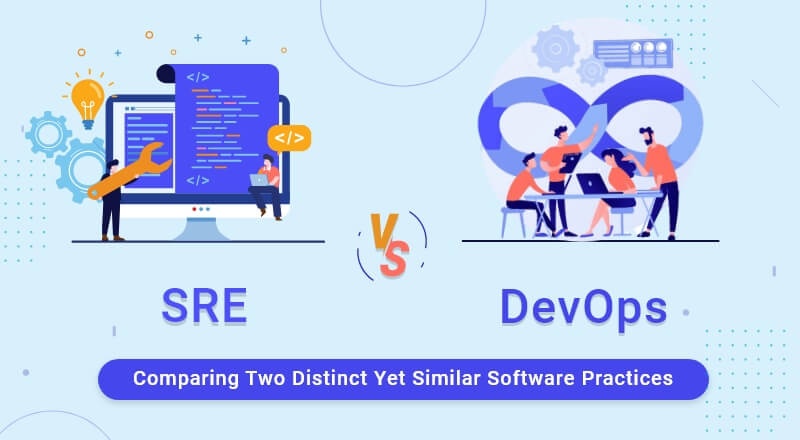 </>
</>
</>
VS
SRE
DevOps
Comparing Two Distinct Yet Similar Software Practices